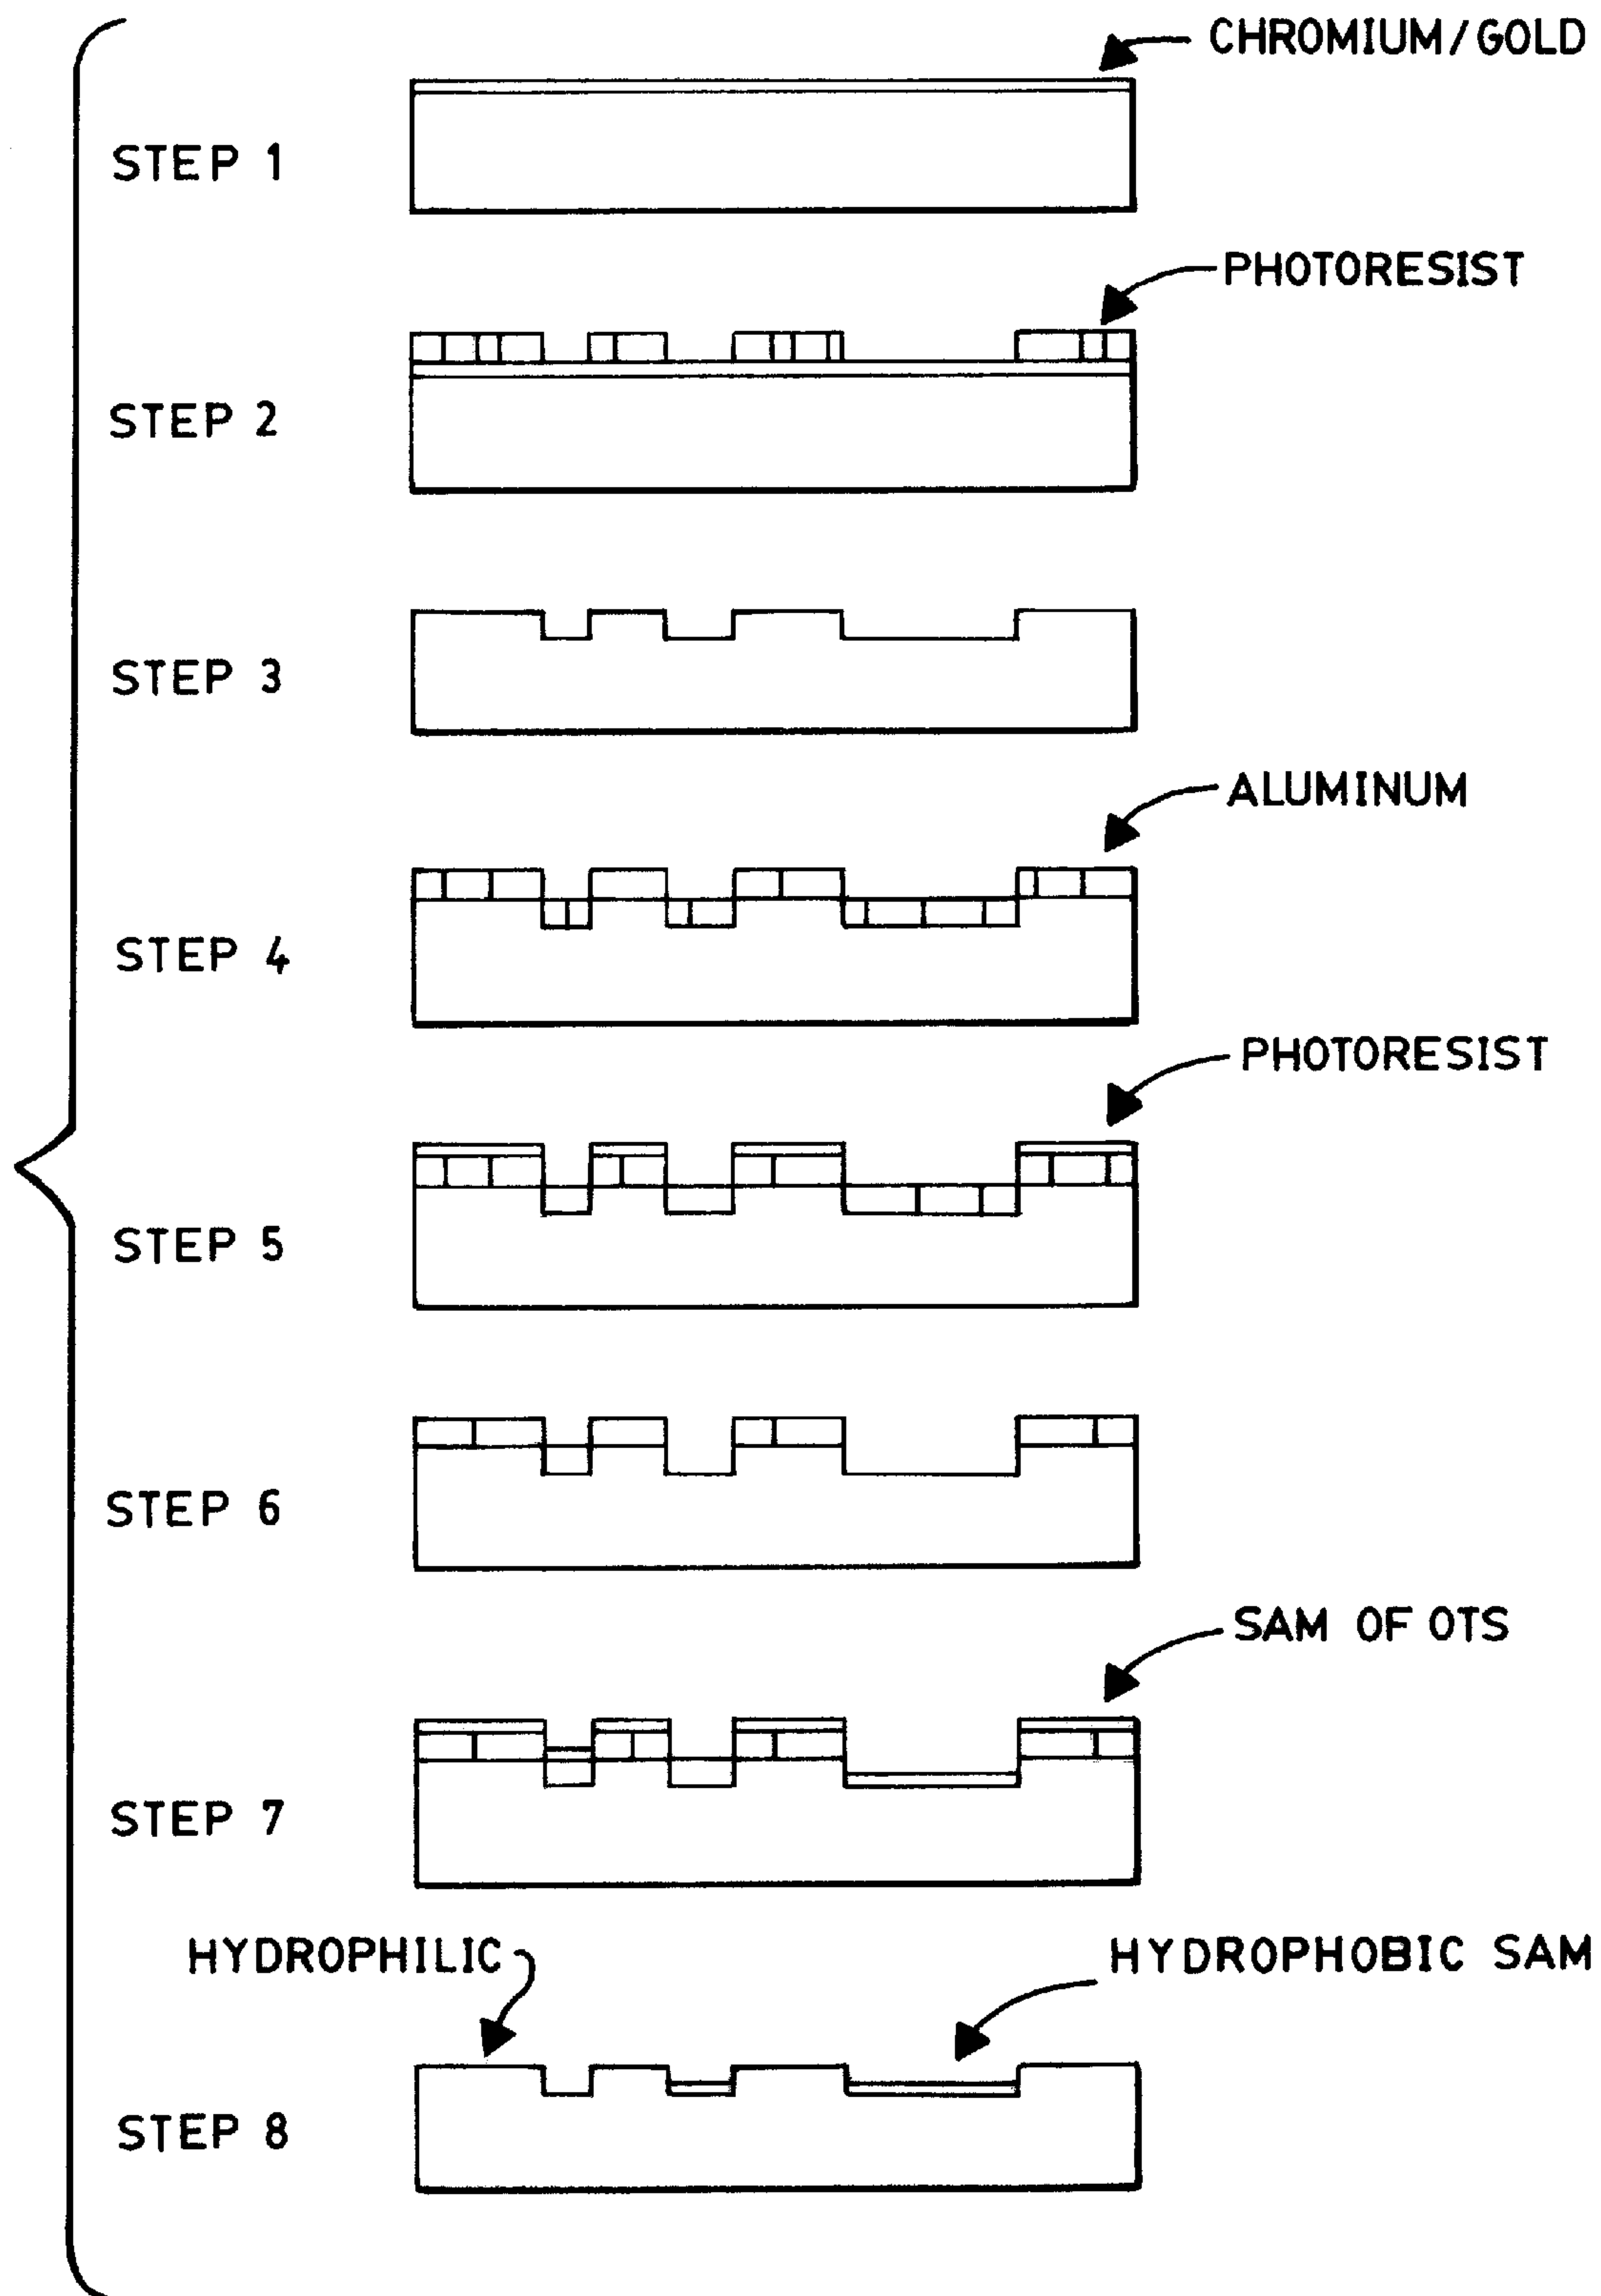 CHROMIUM/GOLD
STEP 1
PHOTORESIST
STEP 2
STEP 3
ALUMINUM
STEP 4
PHOTORESIST
STEP 5
STEP 6
SAM OF OTS
STEP 7
HYDROPHILIC
HYDROPHOBIC SAM
STEP 8